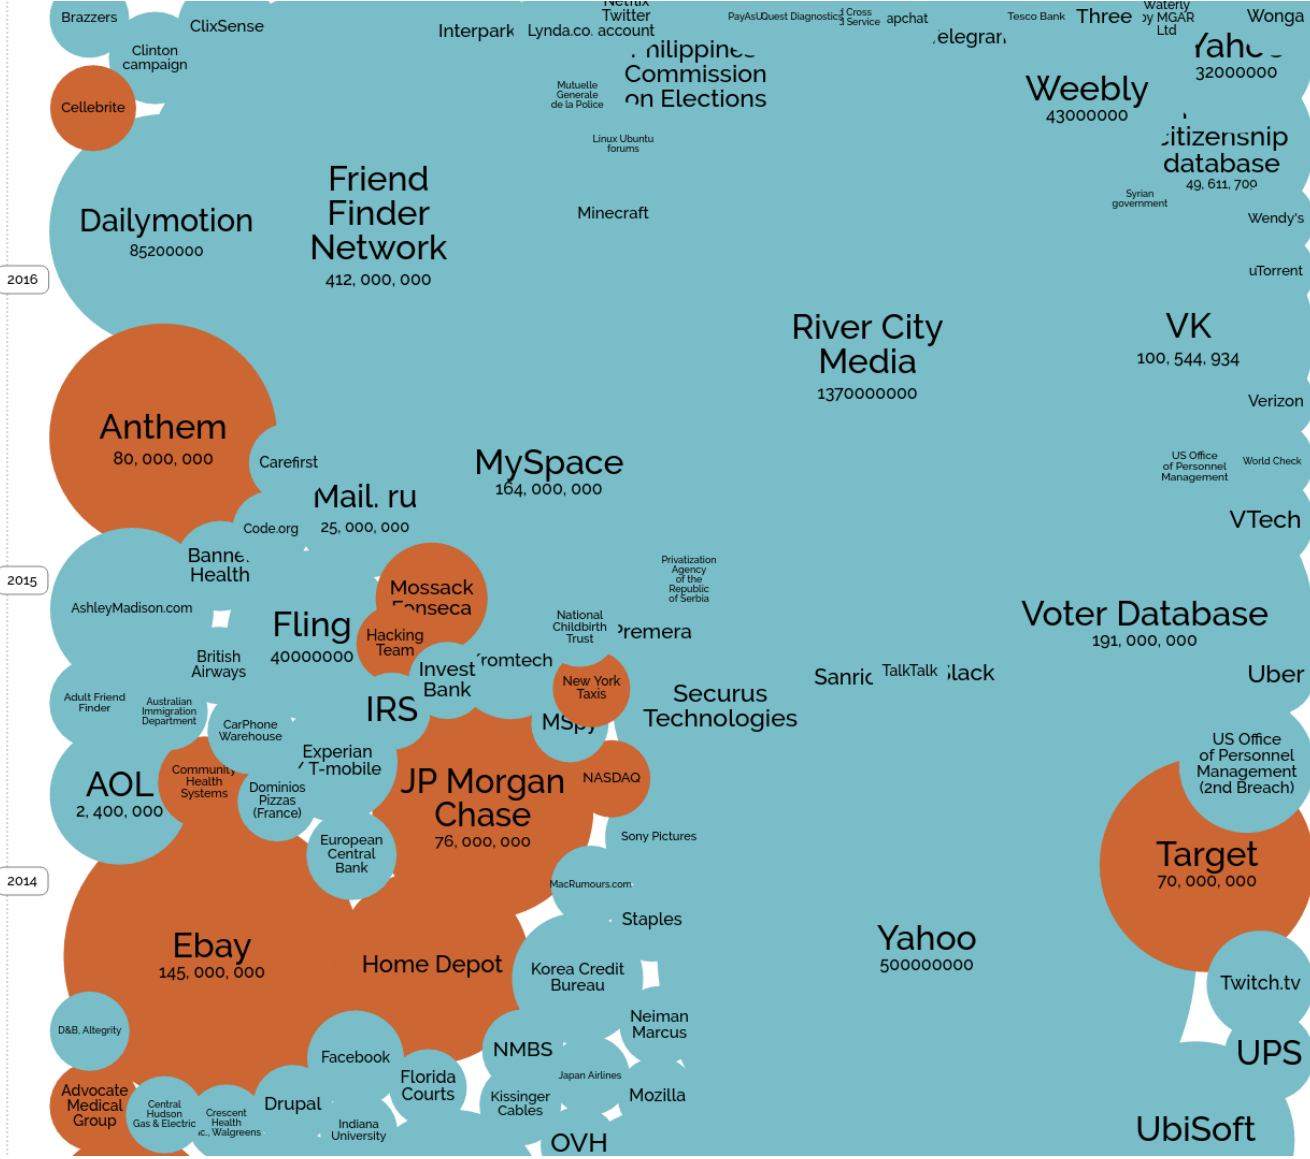 Brazzers
ClixSense
Clinton
campaign
Cellebrite
Interpark
Lynda.co.
Twitter
account
Philippines
Commission
on Elections
Mutuelle
Generale
de la Police
Linux Ubuntu
forums
Minecraft
Quest Diagnostics
Cross
Service
apchat
elegram
Tesco Bank
Three
by MGAR
Ltd
Wonga
Yahoo
32000000
Weebly
43000000
citizenship
database
49, 611, 709
Syrian
government
Wendy's
uTorrent
Dailymotion
85200000
Friend
Finder
Network
412, 000, 000
2016
River City
Media
1370000000
VK
100, 544, 934
Verizon
Anthem
80, 000, 000
Carefirst
MySpace
164, 000, 000
US Office
of Personnel
Management
World Check
Mail. ru
25, 000, 000
Code.org
VTech
Banner
Health
2015
AshleyMadison.com
Mossack
Fonseca
Privatization
Agency
of the
Republic
of Serbia
Fling
40000000
Hacking
Team
National
Childbirth
Trust
Premera
Voter Database
191, 000, 000
British
Airways
Invest
Bank
Kromtech
New York
Taxis
Sanric
TalkTalk
Slack
Uber
Adult Friend
Finder
Australian
Immigration
Department
IRS
MSpy
Securus
Technologies
CarPhone
Warehouse
Experian
/ T-mobile
US Office
of Personnel
Management
(2nd Breach)
AOL
2, 400, 000
Community
Health
Systems
Dominios
Pizzas
(France)
JP Morgan
Chase
76, 000, 000
NASDAQ
Sony Pictures
European
Central
Bank
Target
70, 000, 000
2014
MacRumours.com
Staples
Ebay
145, 000, 000
Home Depot
Korea Credit
Bureau
Yahoo
500000000
Twitch.tv
D&B, Altegrity
Neiman
Marcus
Facebook
NMBS
UPS
Advocate
Medical
Group
Central
Hudson
Gas & Electric
Crescent
Health
Inc., Walgreens
Drupal
Florida
Courts
Japan Airlines
Mozilla
Kissinger
Cables
Indiana
University
OVH
UbiSoft